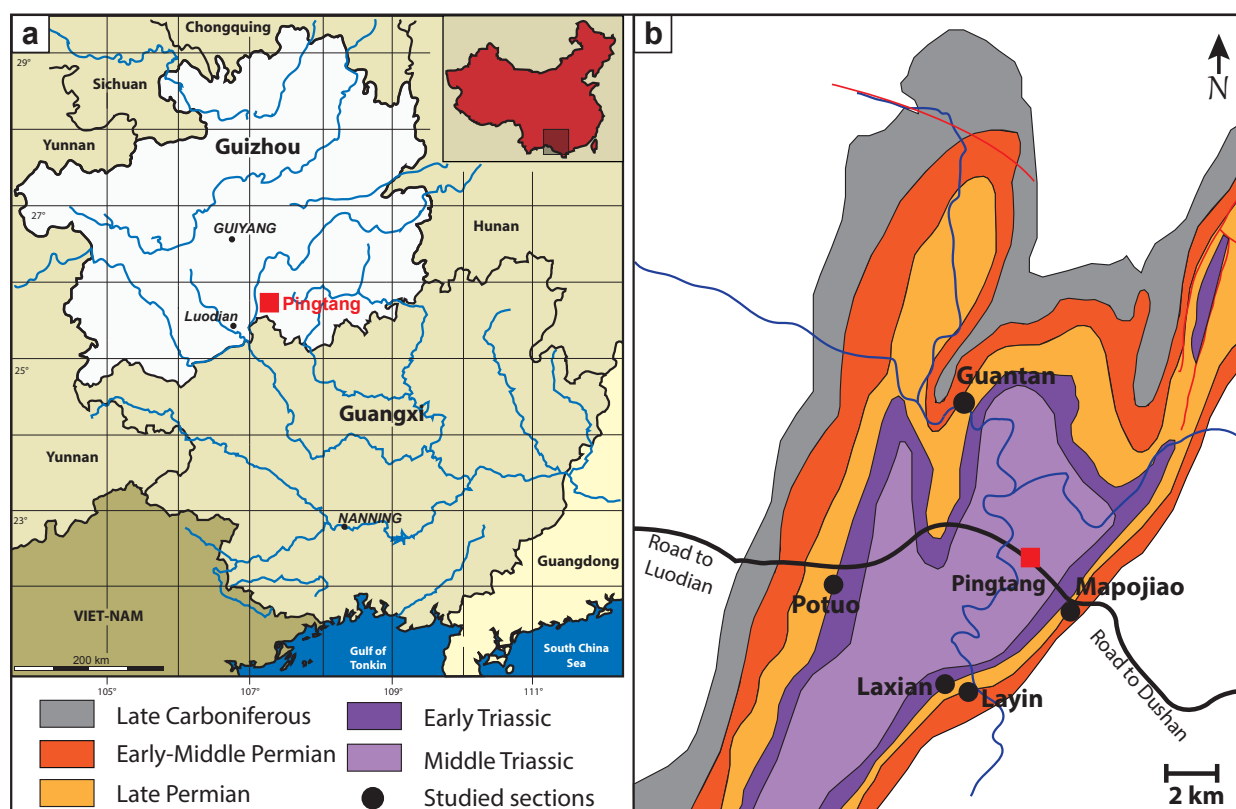 a
Chongquing
29°
Sichuan
Yunnan
Guizhou
27°
GUIYANG
Hunan
Pingtang
Luodian
25°
Guangxi
Yunnan
23°
NANNING
Guangdong
VIET-NAM
200 km
Gulf of
Tonkin
South China
Sea
105°
107°
109°
111°
Late Carboniferous
Early-Middle Permian
Late Permian
Early Triassic
Middle Triassic
Studied sections
b
N
Guantan
Road to
Luodian
Potuo
Pingtang
Mapojiao
Laxian
Layin
Road to Dushan
2 km